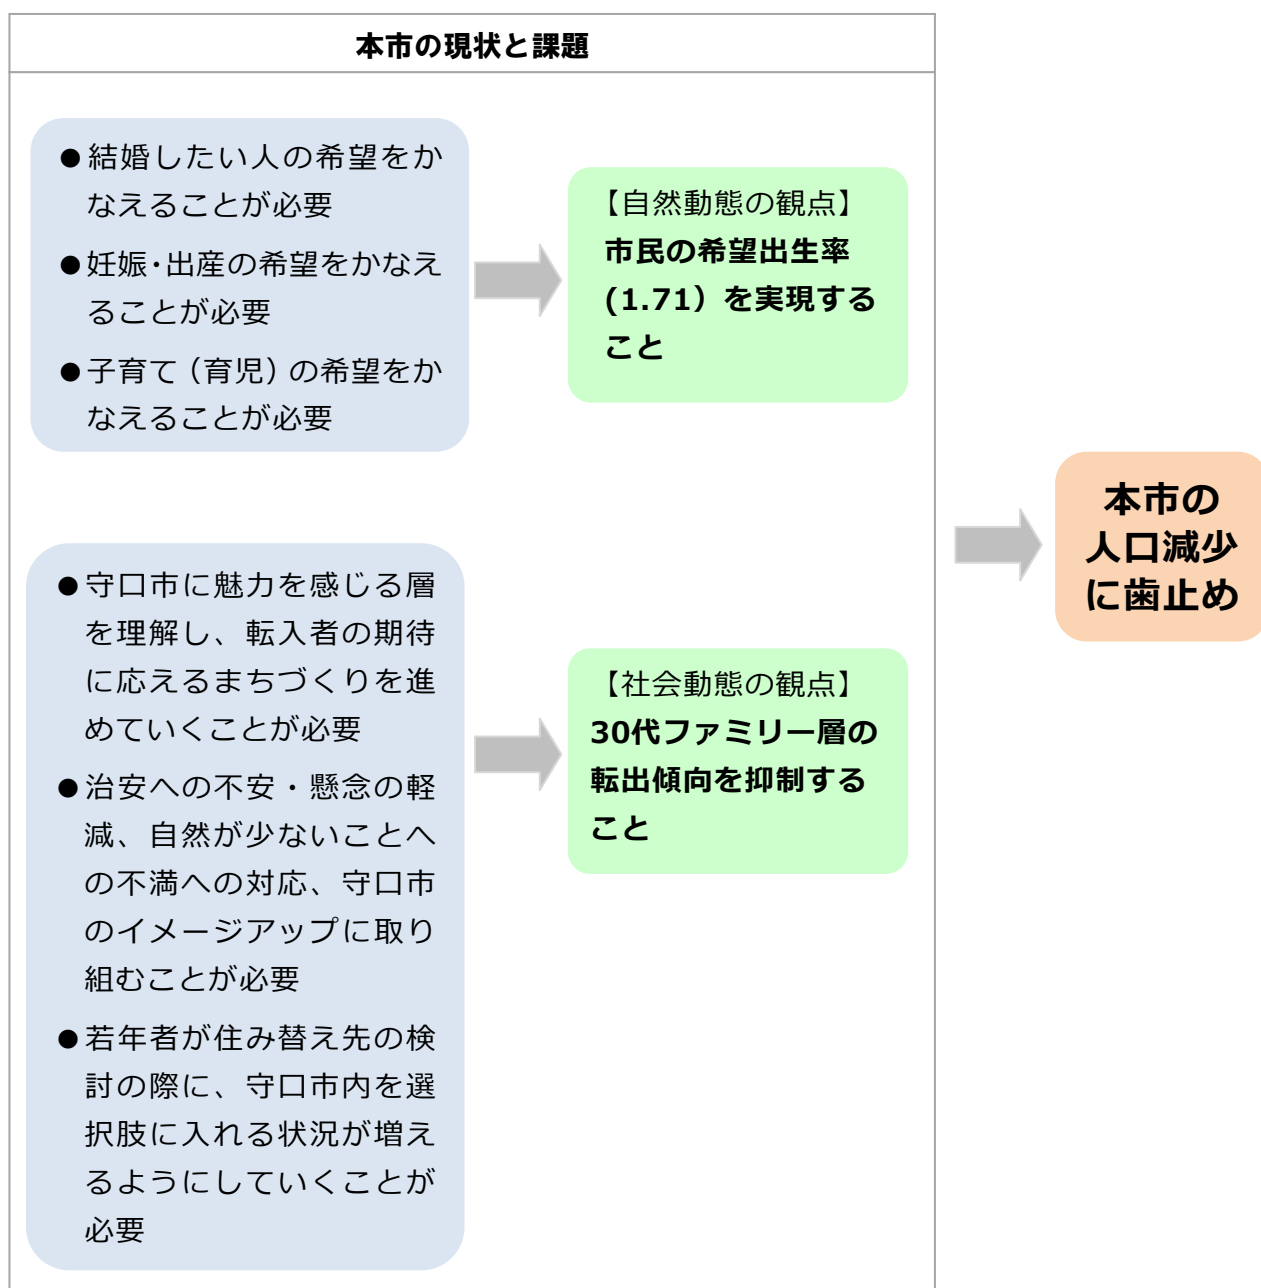 本市の現状と課題
●結婚したい人の希望をか
なえることが必要
●妊娠・出産の希望をかなえ
ることが必要
●子育て（育児）の希望をか
なえることが必要
【自然動態の観点】
市民の希望出生率
(1.71）を実現する
こと
●守口市に魅力を感じる層
を理解し、転入者の期待
に応えるまちづくりを進
めていくことが必要
●治安への不安・懸念の軽
減、自然が少ないことへ
の不満への対応、守口市
のイメージアップに取り
組むことが必要
●若年者が住み替え先の検
討の際に、守口市内を選
択肢に入れる状況が増え
るようにしていくことが
必要
【社会動態の観点】
30代ファミリー層の
転出傾向を抑制する
こと
本市の
人口減少
に歯止め